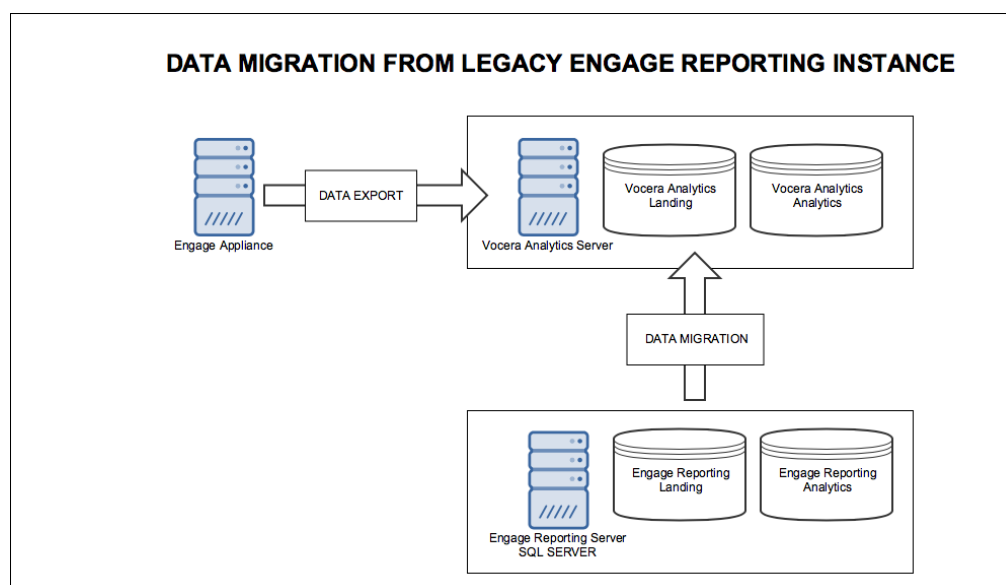 DATA MIGRATION FROM LEGACY ENGAGE REPORTING INSTANCE
DATA EXPORT
Engage Appliance
Vocera Analytics Server
Vocera Analytics
Landing
Vocera Analytics
Analytics
DATA MIGRATION
Engage Reporting Server
SQL SERVER
Engage Reporting
Landing
Engage Reporting
Analytics